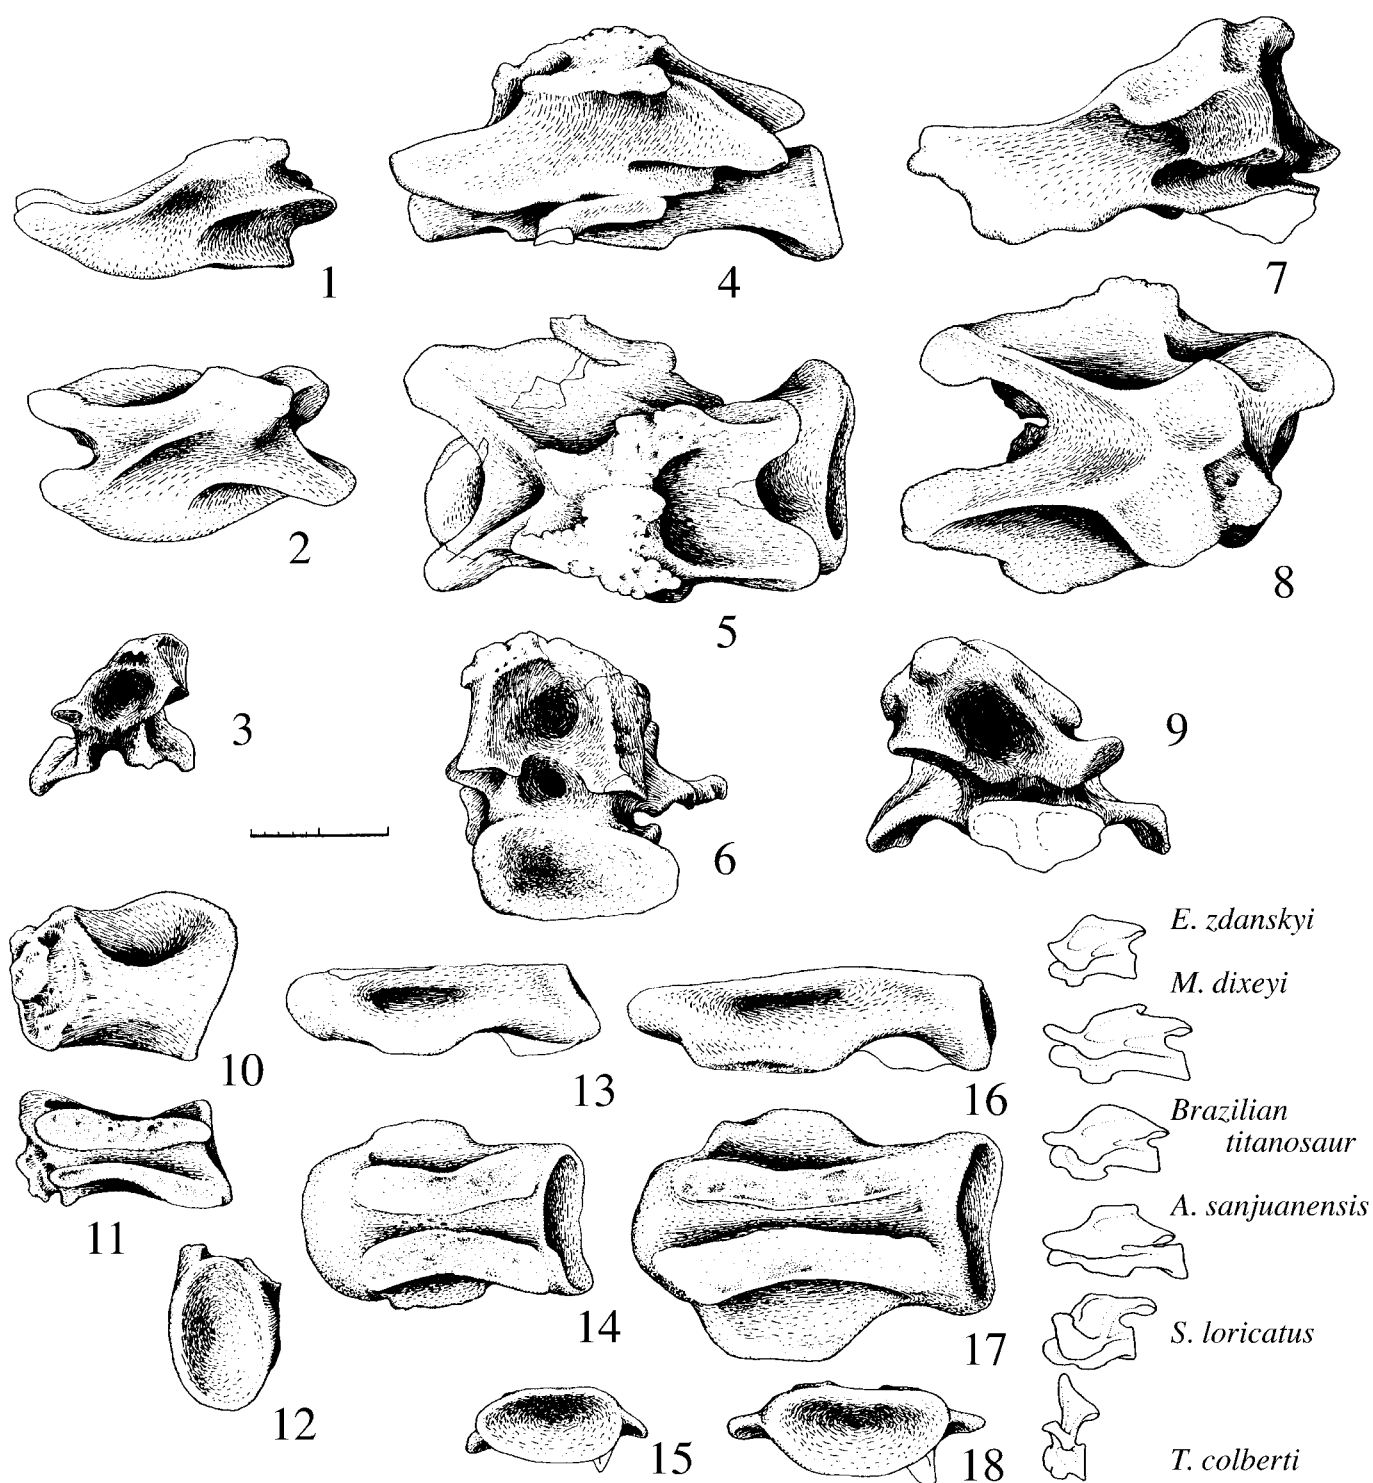 1
4
7
2
5
8
3
6
9
E. zdanskyi
M. dixeyi
10
13
16
Brazilian
titanosaur
11
A. sanjuanensis
14
17
S. loricatus
12
15
18
T. colberti